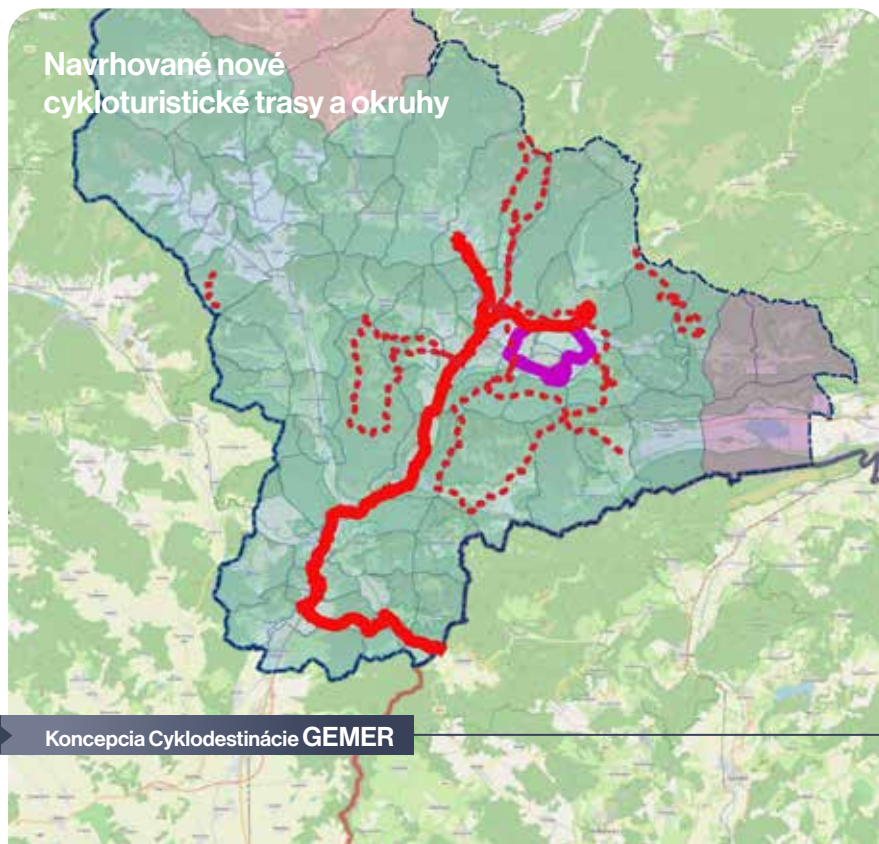 Navrhované nové
cykloturistické trasy a okruhy
Koncepcia Cyklodestinácie GEMER